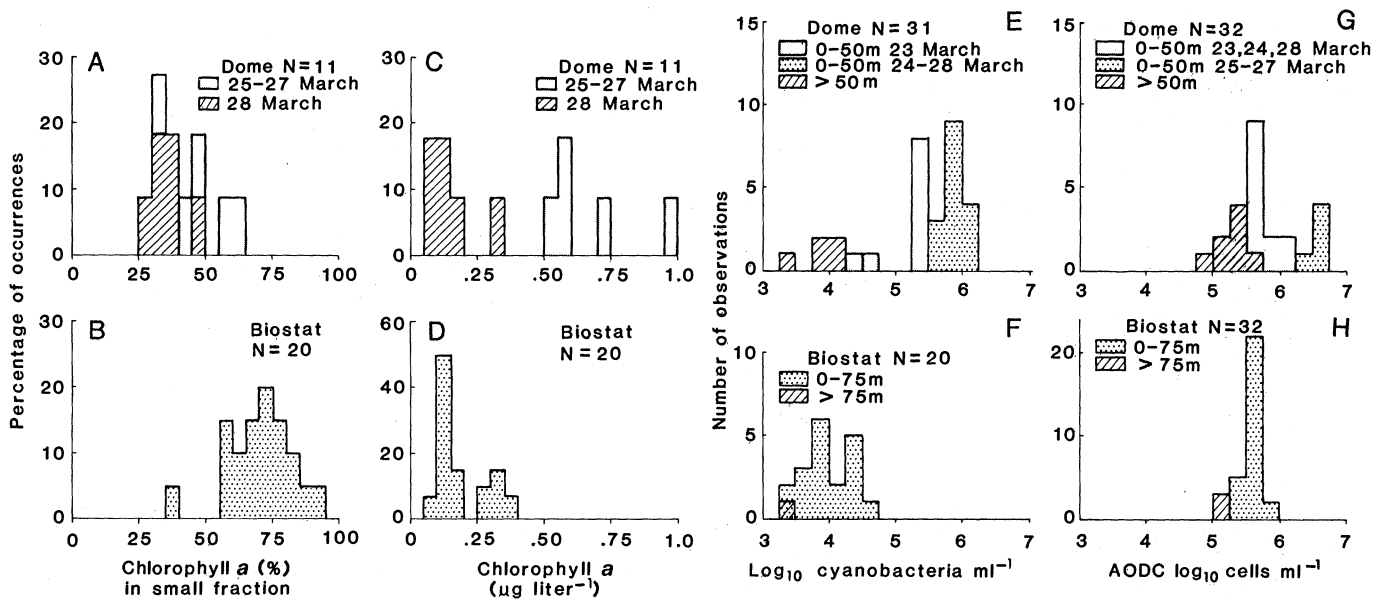 A
Dome N=11
25-27 March
28 March
30
20
10
0
0 25 50 75 100
B
Biostat
N=20
30
20
10
0
0 25 50 75 100
Chlorophyll a (%)
in small fraction
Percentage of occurrences
C
Dome N=11
25-27 March
28 March
30
20
10
0
0 .25 .50 .75 1.0
D
Biostat
N=20
60
40
20
0
0 .25 .50 .75 1.0
Chlorophyll a
(µg liter⁻¹)
E
Dome N=31
0-50m 23 March
0-50m 24-28 March
>50m
15
10
5
0
3 4 5 6 7
F
Biostat N=20
0-75m
> 75m
10
5
0
3 4 5 6 7
Log₁₀ cyanobacteria ml⁻¹
Number of observations
G
Dome N=32
0-50m 23,24,28 March
0-50m 25-27 March
>50m
15
10
5
0
3 4 5 6 7
H
Biostat N=32
0-75m
> 75m
20
10
0
3 4 5 6 7
AODC log₁₀ cells ml⁻¹